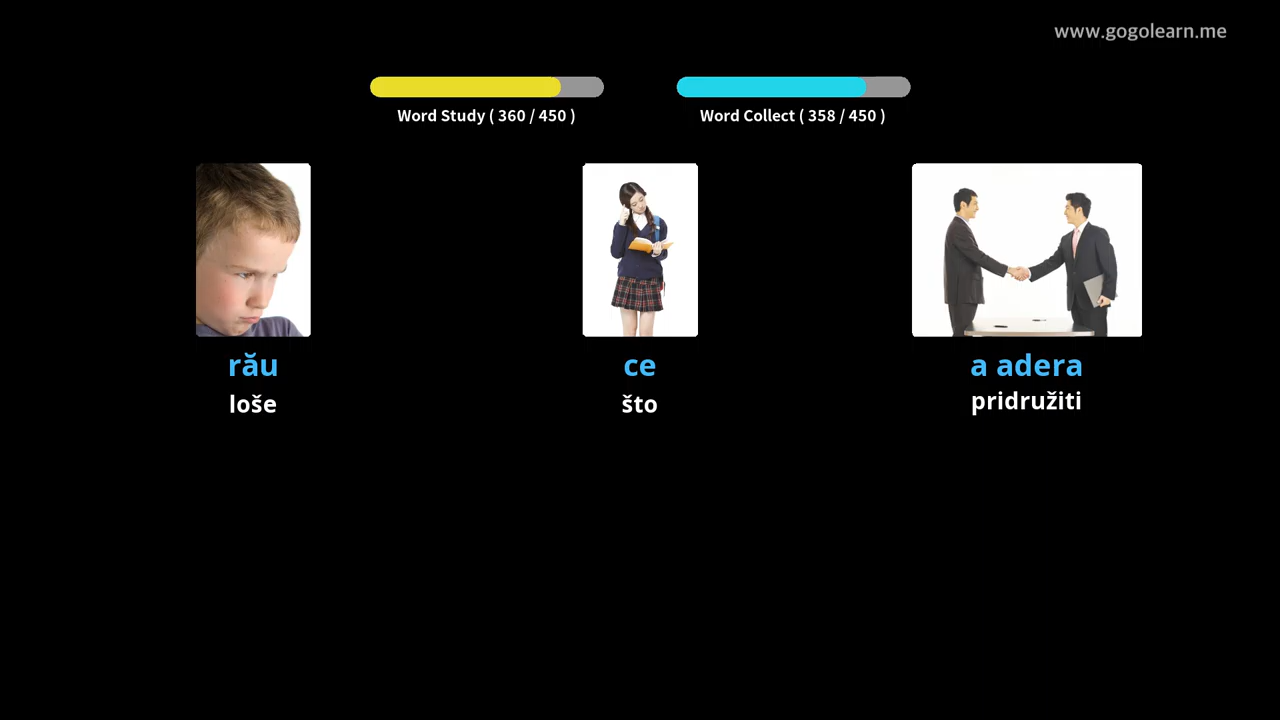 www.gogolearn.me
Word Study ( 360 / 450 )
Word Collect ( 358 / 450 )
rău
ce
a adera
loše
što
pridružiti